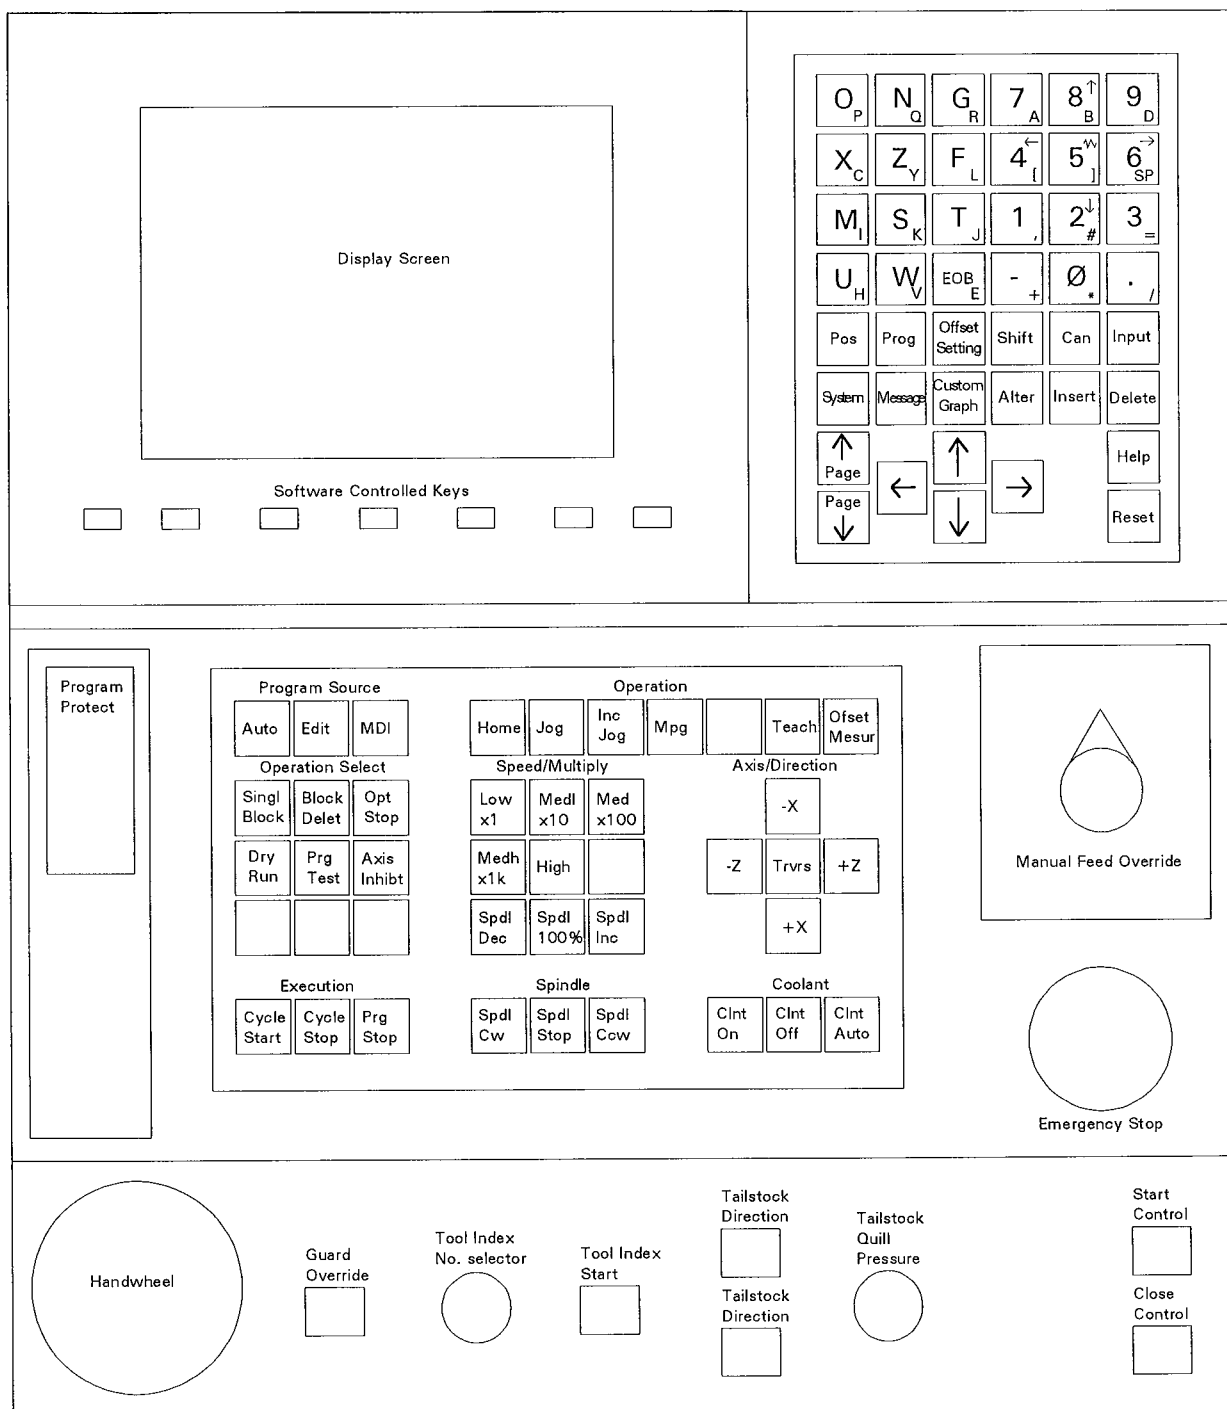 Display Screen
Software Controlled Keys
O P N Q G R 7 A 8 ↑ B 9 D
X C Z Y F L 4 ← [ 5 ] 6 → SP
M I S K T J 1 , 2 ↓ # 3 =
U H W V EOB E - + Ø * . /
Pos Prog Offset Setting Shift Can Input
System Message Custom Graph Alter Insert Delete
↑ Page ← ↑ → Help
Page ↓ ↓ Reset
Program
Protect
Program Source
Auto Edit MDI
Operation
Home Jog Inc Jog Mpg Teach Ofset Mesur
Operation Select
Singl Block Block Delet Opt Stop
Dry Run Prg Test Axis Inhibt
Speed/Multiply
Low x1 Medl x10 Med x100
Medh x1k High
Spdl Dec Spdl 100% Spdl Inc
Axis/Direction
-X
-Z Trvrs +Z
+X
Execution
Cycle Start Cycle Stop Prg Stop
Spindle
Spdl Cw Spdl Stop Spdl Ccw
Coolant
Clnt On Clnt Off Clnt Auto
Manual Feed Override
Emergency Stop
Handwheel
Guard
Override
Tool Index
No. selector
Tool Index
Start
Tailstock
Direction
Tailstock
Direction
Tailstock
Quill
Pressure
Start
Control
Close
Control